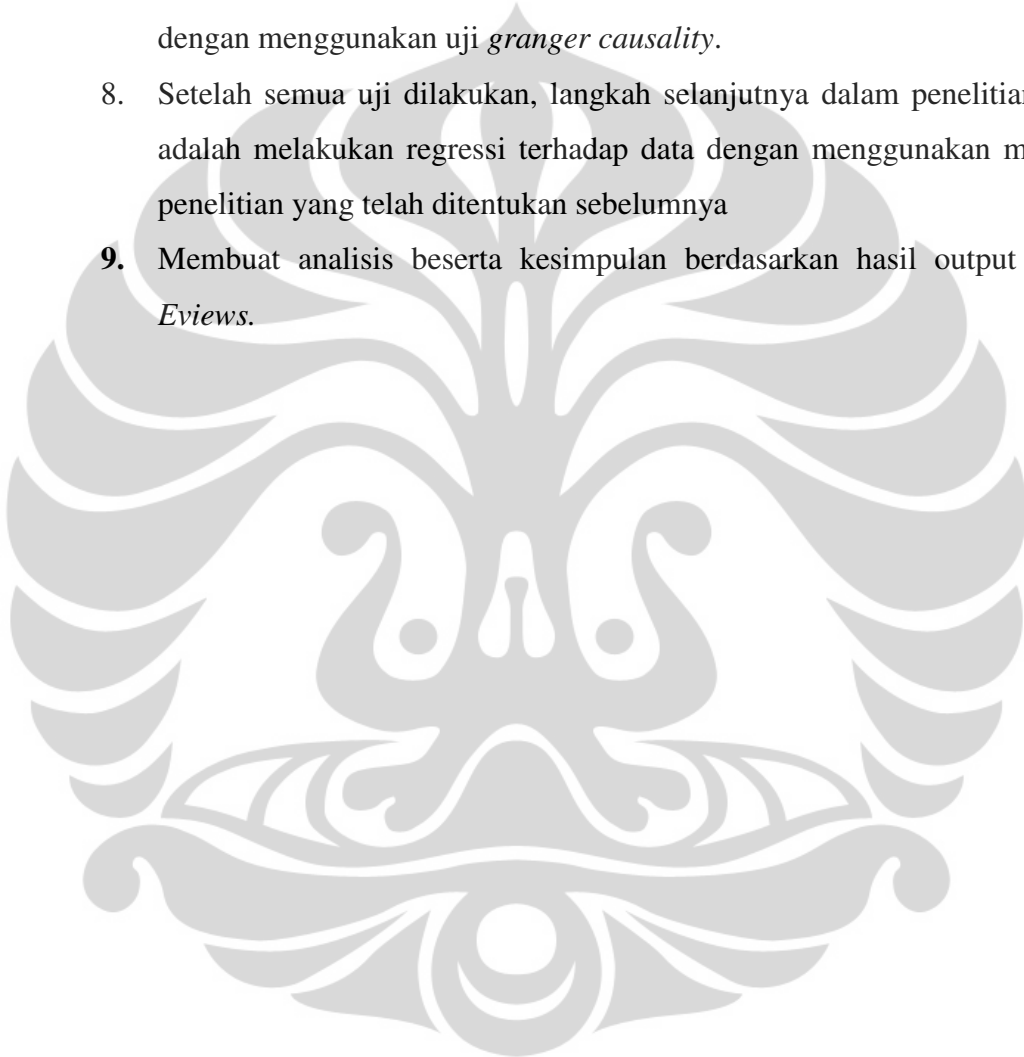 dengan menggunakan uji granger causality.
8. Setelah semua uji dilakukan, langkah selanjutnya dalam penelitian
adalah melakukan regressi terhadap data dengan menggunakan
penelitian yang telah ditentukan sebelumnya
9. Membuat analisis beserta kesimpulan berdasarkan hasil output
Eviews.